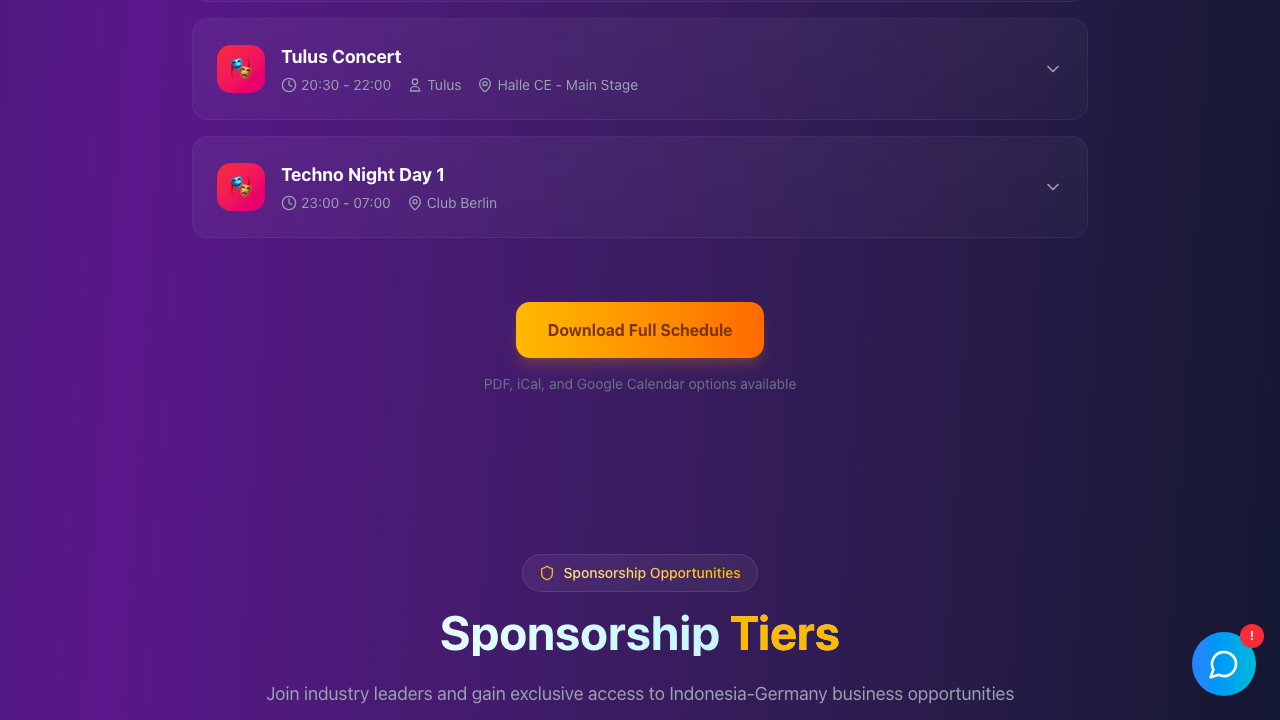 Tulus Concert
20:30 - 22:00 Tulus Halle CE - Main Stage
Techno Night Day 1
23:00 - 07:00 Club Berlin
Download Full Schedule
PDF, iCal, and Google Calendar options available
Sponsorship Opportunities
Sponsorship Tiers
!
Join industry leaders and gain exclusive access to Indonesia-Germany business opportunities